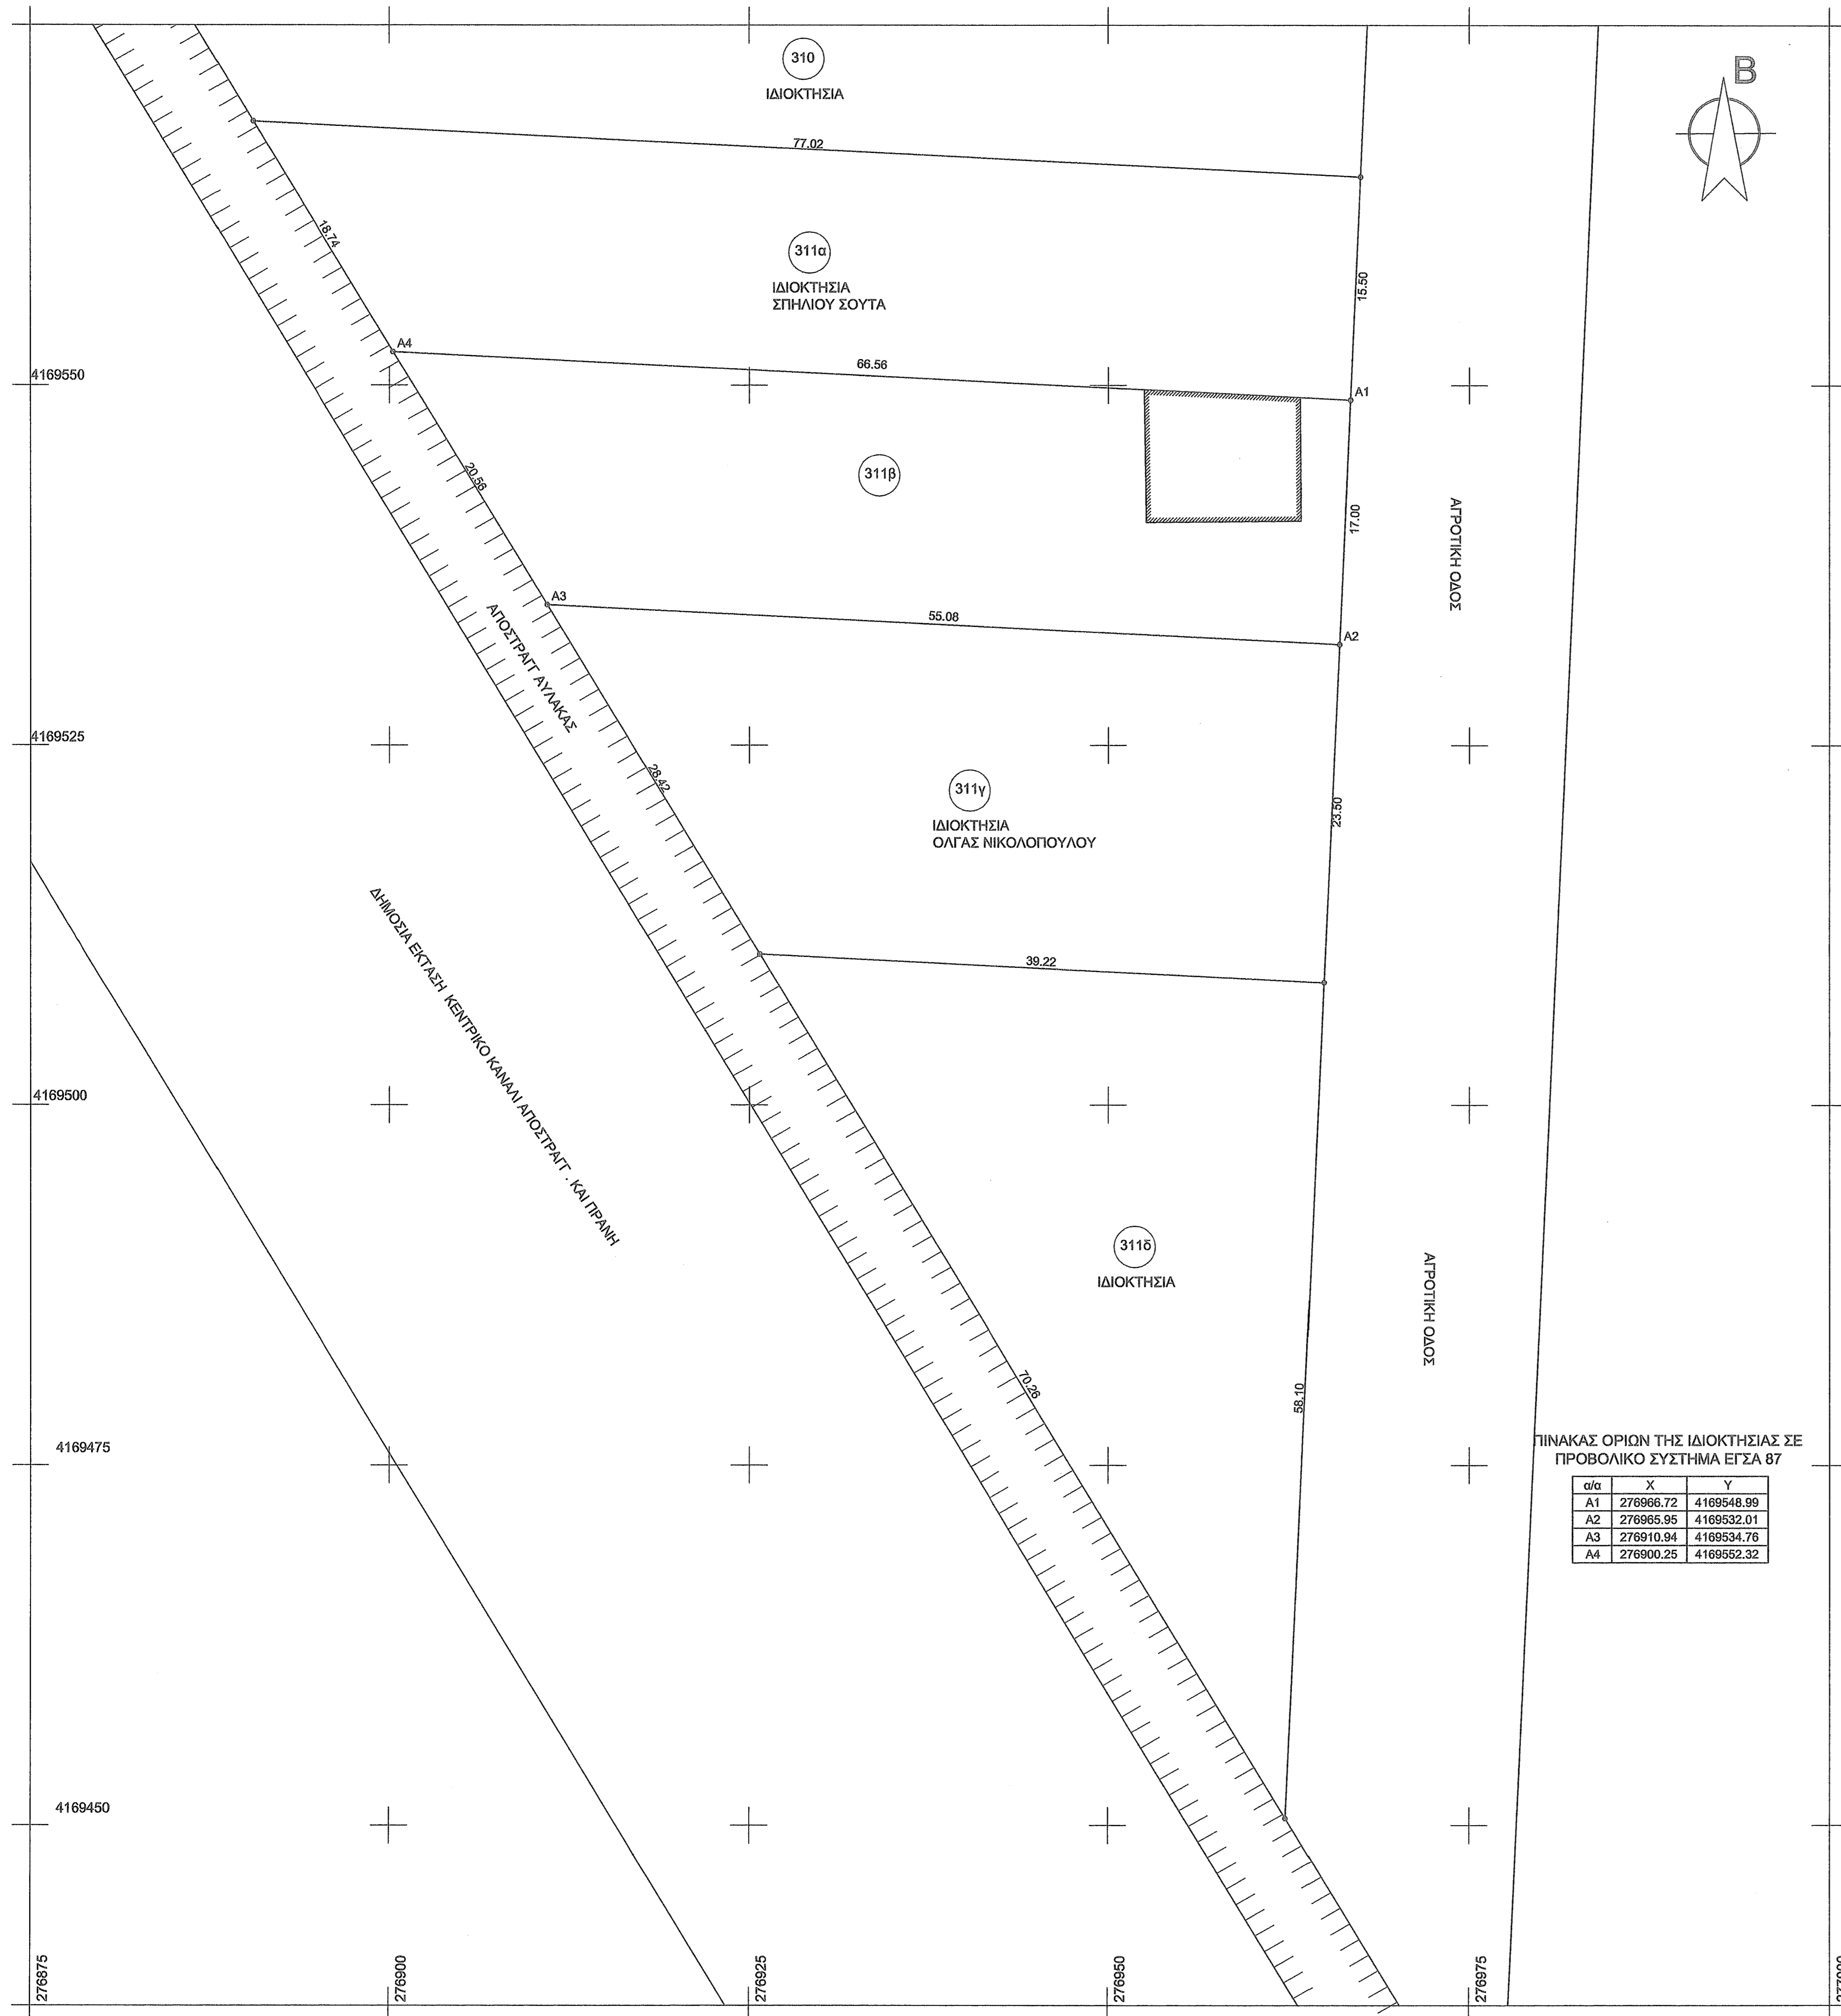 310
ΙΔΙΟΚΤΗΣΙΑ
Β
77.02
18.74
311α
ΙΔΙΟΚΤΗΣΙΑ
ΣΠΗΛΙΟΥ ΣΟΥΤΑ
15.50
A4
66.56
A1
4169550
20.56
311β
17.00
ΑΓΡΟΤΙΚΗ ΟΔΟΣ
A3
55.08
A2
ΑΠΟΣΤΡΑΓΓ ΑΥΛΑΚΑΣ
4169525
28.42
311γ
ΙΔΙΟΚΤΗΣΙΑ
ΟΛΓΑΣ ΝΙΚΟΛΟΠΟΥΛΟΥ
23.50
ΔΗΜΟΣΙΑ ΕΚΤΑΣΗ ΚΕΝΤΡΙΚΟ ΚΑΝΑΛΙ ΑΠΟΣΤΡΑΓΓ . ΚΑΙ ΠΡΑΝΗ
39.22
4169500
311δ
ΙΔΙΟΚΤΗΣΙΑ
ΑΓΡΟΤΙΚΗ ΟΔΟΣ
70.26
58.10
4169475
ΠΙΝΑΚΑΣ ΟΡΙΩΝ ΤΗΣ ΙΔΙΟΚΤΗΣΙΑΣ ΣΕ
ΠΡΟΒΟΛΙΚΟ ΣΥΣΤΗΜΑ ΕΓΣΑ 87
α/α X Y
A1 276966.72 4169548.99
A2 276965.95 4169532.01
A3 276910.94 4169534.76
A4 276900.25 4169552.32
4169450
276875
276900
276925
276950
276975